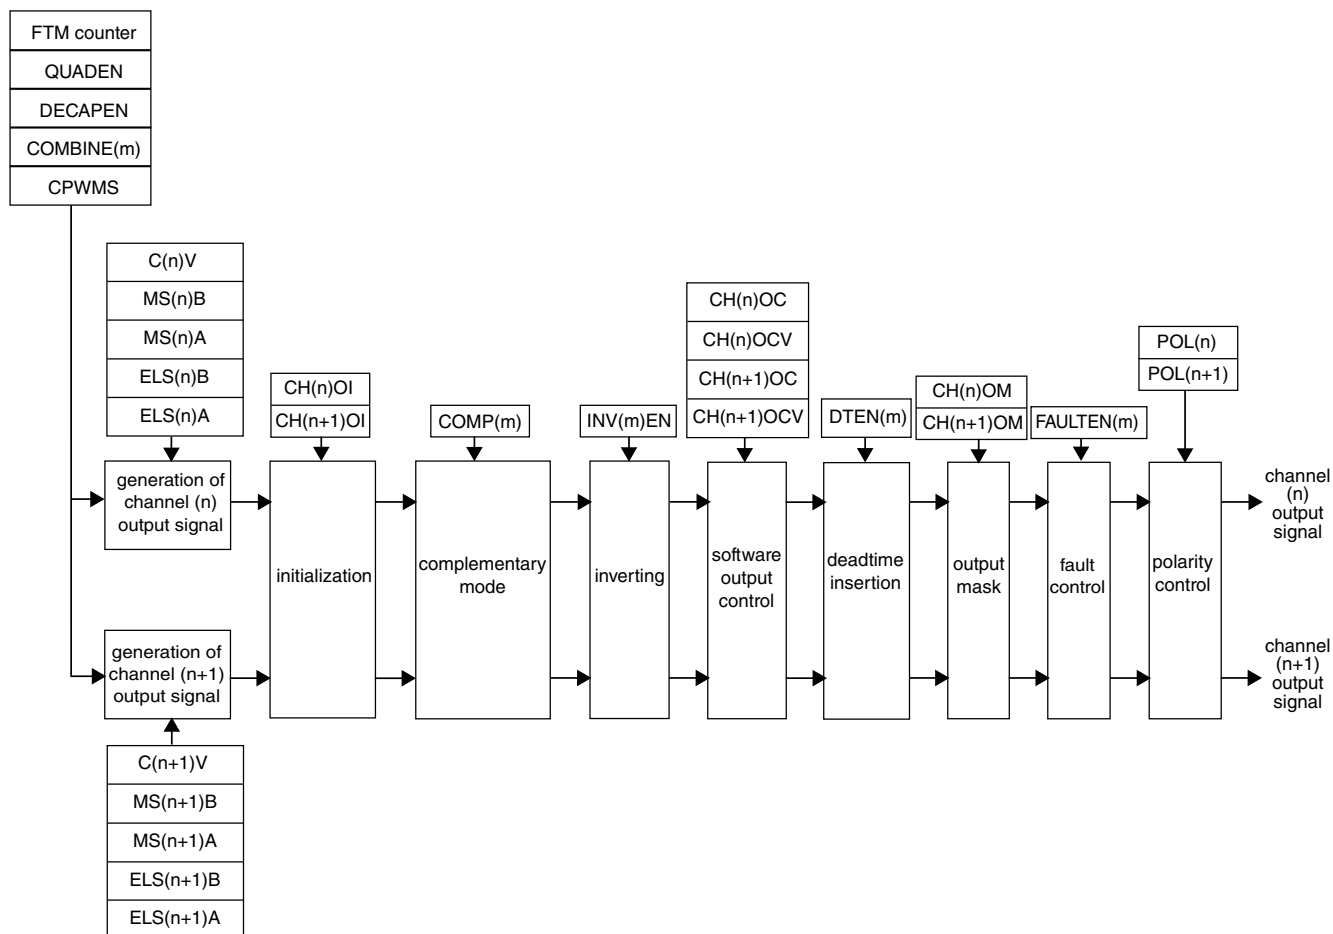 FTM counter
QUADEN
DECAPEN
COMBINE(m)
CPWMS
C(n)V
MS(n)B
MS(n)A
ELS(n)B
ELS(n)A
CH(n)OI
CH(n+1)OI
COMP(m)
INV(m)EN
CH(n)OC
CH(n)OCV
CH(n+1)OC
CH(n+1)OCV
DTEN(m)
CH(n)OM
CH(n+1)OM
FAULTEN(m)
POL(n)
POL(n+1)
generation of
channel (n)
output signal
initialization
complementary
mode
inverting
software
output
control
deadtime
insertion
output
mask
fault
control
polarity
control
channel
(n)
output
signal
generation of
channel (n+1)
output signal
channel
(n+1)
output
signal
C(n+1)V
MS(n+1)B
MS(n+1)A
ELS(n+1)B
ELS(n+1)A